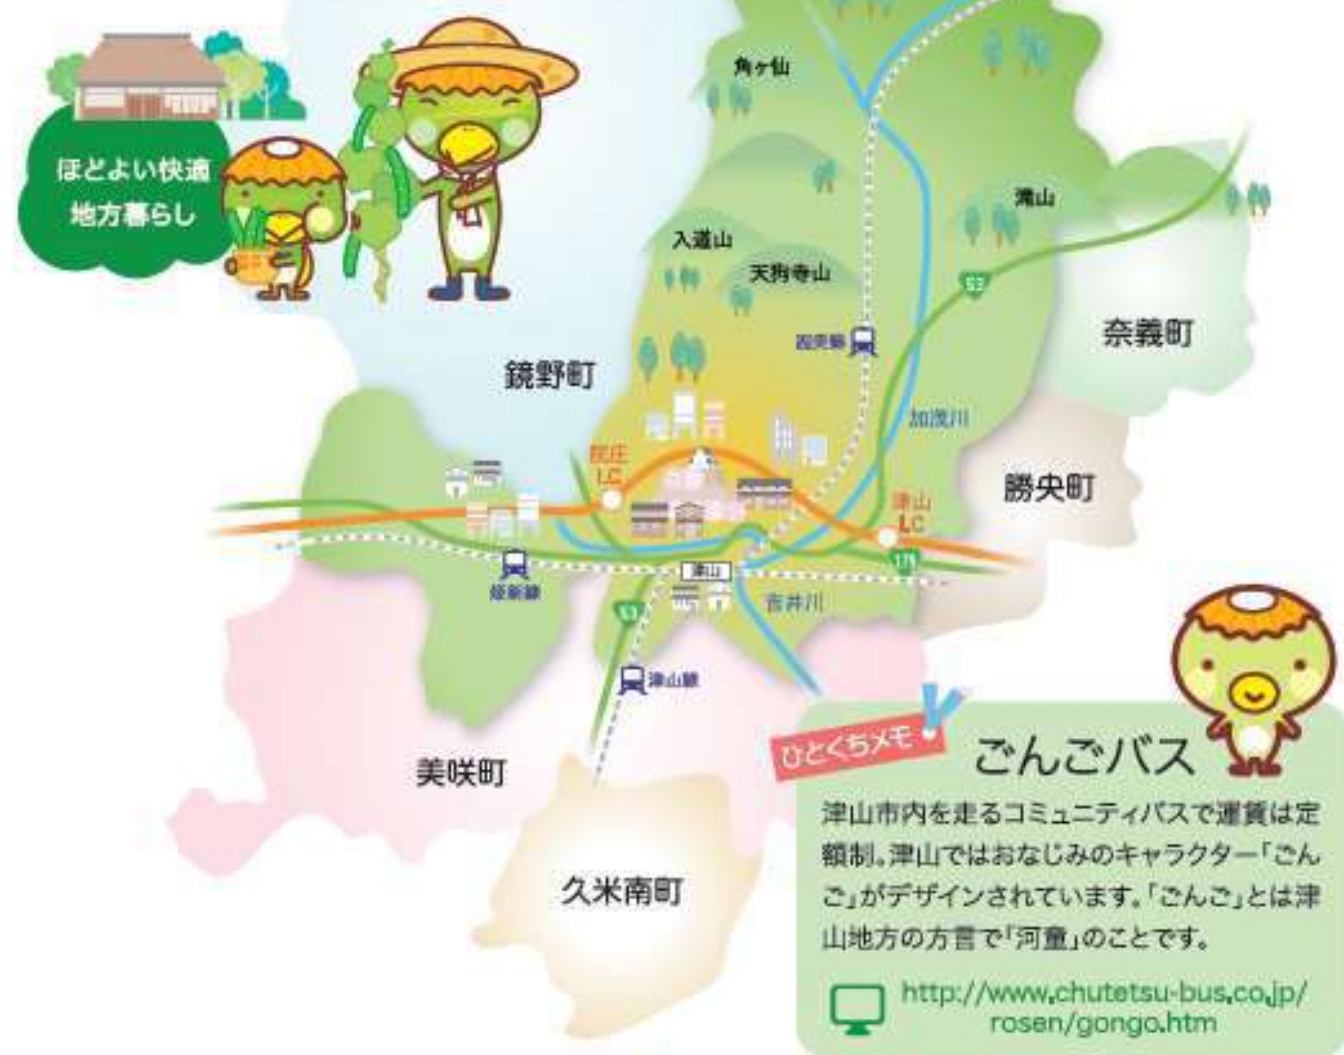 角ヶ仙
ほどよい快適
地方暮らし
滝山
入道山
天狗寺山
53
奈義町
因美線
鏡野町
加茂川
院庄
I.C
勝央町
津山
I.C
179
津山
姫新線
吉井川
53
津山線
ひとくちメモ
ごんごバス
美咲町
津山市内を走るコミュニティバスで運賃は定
額制。津山ではおなじみのキャラクター「ごん
ご」がデザインされています。「ごんご」とは津
山地方の方言で「河童」のことです。
久米南町
http://www.chutetsu-bus.co.jp/
rosen/gongo.htm